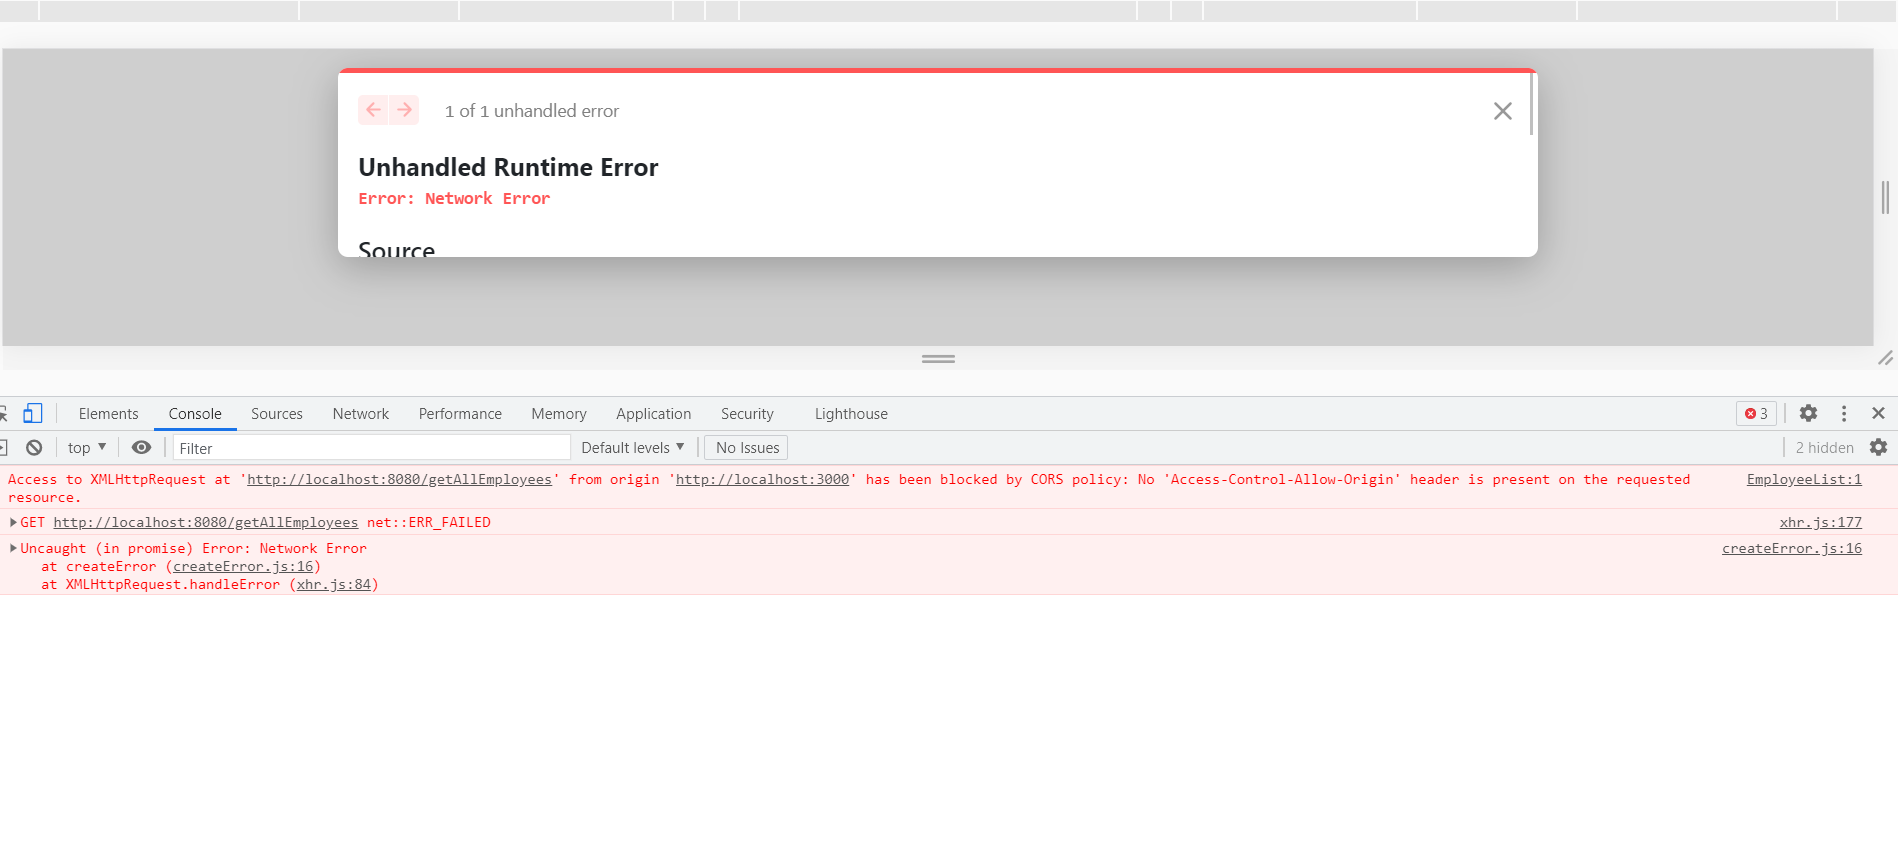 1 of 1 unhandled error
Unhandled Runtime Error
Error: Network Error
Source
Elements Console Sources Network Performance Memory Application Security Lighthouse 3
top Filter Default levels No Issues 2 hidden
Access to XMLHttpRequest at 'http://localhost:8080/getAllEmployees' from origin 'http://localhost:3000' has been blocked by CORS policy: No 'Access-Control-Allow-Origin' header is present on the requested EmployeeList:1
resource.
GET http://localhost:8080/getAllEmployees net::ERR_FAILED xhr.js:177
Uncaught (in promise) Error: Network Error createError.js:16
at createError (createError.js:16)
at XMLHttpRequest.handleError (xhr.js:84)